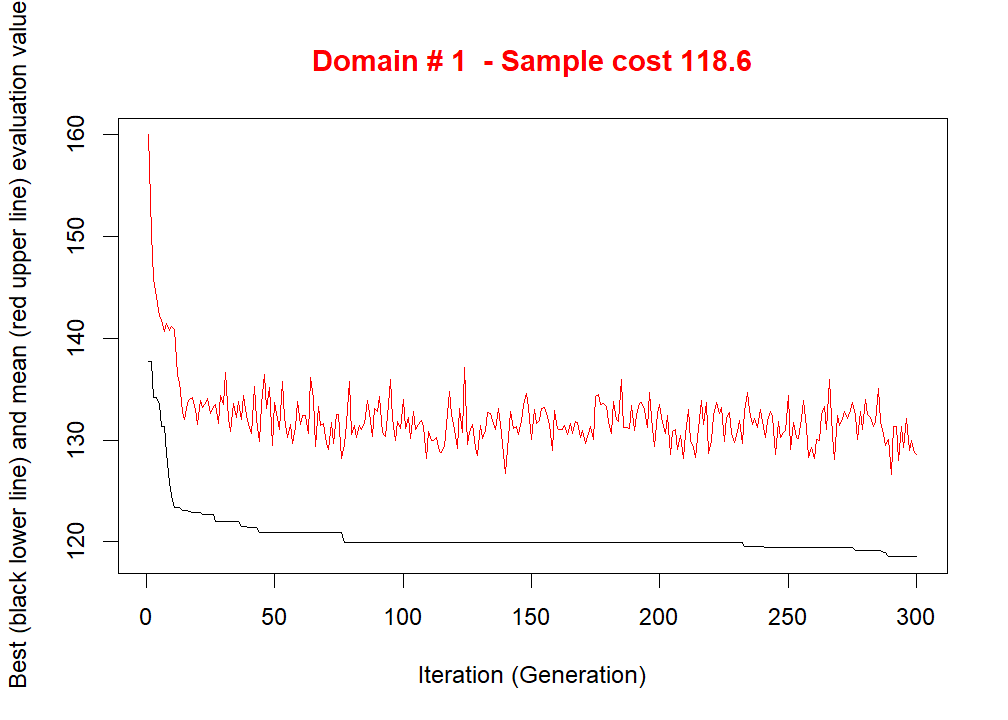 Domain # 1  - Sample cost 118.6
Best (black lower line) and mean (red upper line) evaluation value
160
150
140
130
120
0 50 100 150 200 250 300
Iteration (Generation)